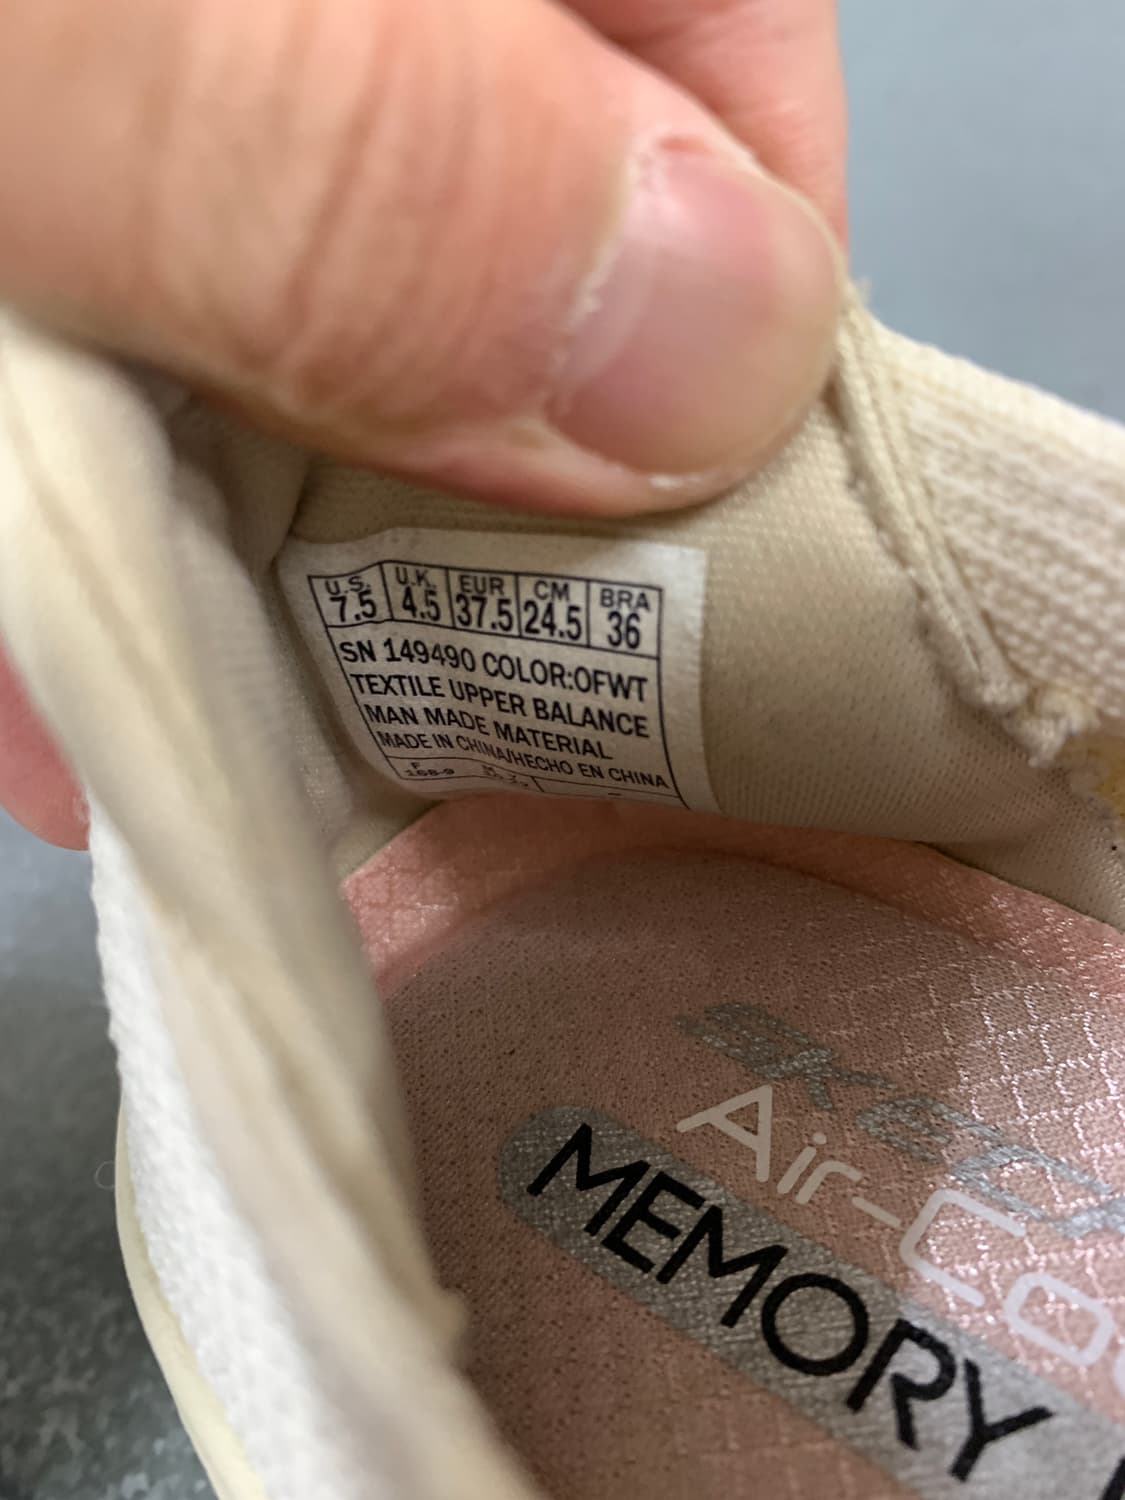 U.S. U.K. EUR CM BRA
7.5 4.5 37.5 24.5 36
SN 149490 COLOR:OFWT
TEXTILE UPPER BALANCE
MAN MADE MATERIAL
MADE IN CHINA/HECHO EN CHINA
Air-Coo
MEMORY